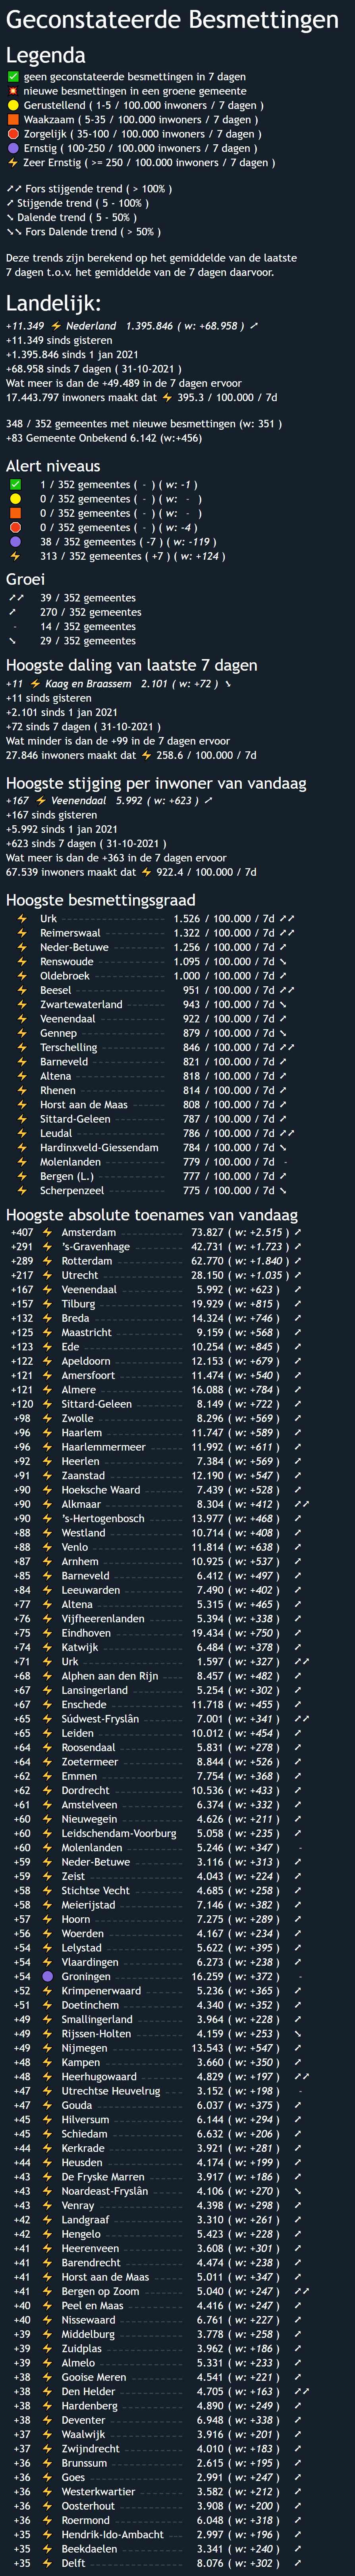 Geconstateerde Besmettingen
Legenda
✅ geen geconstateerde besmettingen in 7 dagen
💥 nieuwe besmettingen in een groene gemeente
🟡 Gerustellend ( 1-5 / 100.000 inwoners / 7 dagen )
🟧 Waakzaam ( 5-35 / 100.000 inwoners / 7 dagen )
🛑 Zorgelijk ( 35-100 / 100.000 inwoners / 7 dagen )
🟣 Ernstig ( 100-250 / 100.000 inwoners / 7 dagen )
⚡ Zeer Ernstig ( >= 250 / 100.000 inwoners / 7 dagen )
➚➚ Fors stijgende trend ( > 100% )
➚ Stijgende trend ( 5 - 100% )
➘ Dalende trend ( 5 - 50% )
➘➘ Fors Dalende trend ( > 50% )
Deze trends zijn berekend op het gemiddelde van de laatste
7 dagen t.o.v. het gemiddelde van de 7 dagen daarvoor.
Landelijk:
+11.349 ⚡ Nederland 1.395.846 ( w: +68.958 ) ➚
+11.349 sinds gisteren
+1.395.846 sinds 1 jan 2021
+68.958 sinds 7 dagen ( 31-10-2021 )
Wat meer is dan de +49.489 in de 7 dagen ervoor
17.443.797 inwoners maakt dat ⚡ 395.3 / 100.000 / 7d
348 / 352 gemeentes met nieuwe besmettingen (w: 351 )
+83 Gemeente Onbekend 6.142 (w:+456)
Alert niveaus
✅ 1 / 352 gemeentes ( - ) ( w: -1 )
🟡 0 / 352 gemeentes ( - ) ( w: - )
🟧 0 / 352 gemeentes ( - ) ( w: - )
🛑 0 / 352 gemeentes ( - ) ( w: -4 )
🟣 38 / 352 gemeentes ( -7 ) ( w: -119 )
⚡ 313 / 352 gemeentes ( +7 ) ( w: +124 )
Groei
➚➚ 39 / 352 gemeentes
➚ 270 / 352 gemeentes
- 14 / 352 gemeentes
➘ 29 / 352 gemeentes
Hoogste daling van laatste 7 dagen
+11 ⚡ Kaag en Braassem 2.101 ( w: +72 ) ➘
+11 sinds gisteren
+2.101 sinds 1 jan 2021
+72 sinds 7 dagen ( 31-10-2021 )
Wat minder is dan de +99 in de 7 dagen ervoor
27.846 inwoners maakt dat ⚡ 258.6 / 100.000 / 7d
Hoogste stijging per inwoner van vandaag
+167 ⚡ Veenendaal 5.992 ( w: +623 ) ➚
+167 sinds gisteren
+5.992 sinds 1 jan 2021
+623 sinds 7 dagen ( 31-10-2021 )
Wat meer is dan de +363 in de 7 dagen ervoor
67.539 inwoners maakt dat ⚡ 922.4 / 100.000 / 7d
Hoogste besmettingsgraad
⚡ Urk 1.526 / 100.000 / 7d ➚➚
⚡ Reimerswaal 1.322 / 100.000 / 7d ➚➚
⚡ Neder-Betuwe 1.256 / 100.000 / 7d ➚
⚡ Renswoude 1.095 / 100.000 / 7d ➘
⚡ Oldebroek 1.000 / 100.000 / 7d ➚
⚡ Beesel 951 / 100.000 / 7d ➚➚
⚡ Zwartewaterland 943 / 100.000 / 7d ➘
⚡ Veenendaal 922 / 100.000 / 7d ➚
⚡ Gennep 879 / 100.000 / 7d ➘
⚡ Terschelling 846 / 100.000 / 7d ➚➚
⚡ Barneveld 821 / 100.000 / 7d ➚
⚡ Altena 818 / 100.000 / 7d ➚
⚡ Rhenen 814 / 100.000 / 7d ➚
⚡ Horst aan de Maas 808 / 100.000 / 7d ➚
⚡ Sittard-Geleen 787 / 100.000 / 7d ➚
⚡ Leudal 786 / 100.000 / 7d ➚➚
⚡ Hardinxveld-Giessendam 784 / 100.000 / 7d ➘
⚡ Molenlanden 779 / 100.000 / 7d -
⚡ Bergen (L.) 777 / 100.000 / 7d ➚
⚡ Scherpenzeel 775 / 100.000 / 7d ➘
Hoogste absolute toenames van vandaag
+407 ⚡ Amsterdam 73.827 ( w: +2.515 ) ➚
+291 ⚡ 's-Gravenhage 42.731 ( w: +1.723 ) ➚
+289 ⚡ Rotterdam 62.770 ( w: +1.840 ) ➚
+217 ⚡ Utrecht 28.150 ( w: +1.035 ) ➚
+167 ⚡ Veenendaal 5.992 ( w: +623 ) ➚
+157 ⚡ Tilburg 19.929 ( w: +815 ) ➚
+132 ⚡ Breda 14.324 ( w: +746 ) ➚
+125 ⚡ Maastricht 9.159 ( w: +568 ) ➚
+123 ⚡ Ede 10.254 ( w: +845 ) ➚
+122 ⚡ Apeldoorn 12.153 ( w: +679 ) ➚
+121 ⚡ Amersfoort 11.474 ( w: +540 ) ➚
+121 ⚡ Almere 16.088 ( w: +784 ) ➚
+120 ⚡ Sittard-Geleen 8.149 ( w: +722 ) ➚
+98 ⚡ Zwolle 8.296 ( w: +569 ) ➚
+96 ⚡ Haarlem 11.747 ( w: +589 ) ➚
+96 ⚡ Haarlemmermeer 11.992 ( w: +611 ) ➚
+92 ⚡ Heerlen 7.384 ( w: +569 ) ➚
+91 ⚡ Zaanstad 12.190 ( w: +547 ) ➚
+90 ⚡ Hoeksche Waard 7.439 ( w: +528 ) ➚
+90 ⚡ Alkmaar 8.304 ( w: +412 ) ➚➚
+90 ⚡ 's-Hertogenbosch 13.977 ( w: +468 ) ➚
+88 ⚡ Westland 10.714 ( w: +408 ) ➚
+88 ⚡ Venlo 11.814 ( w: +638 ) ➚
+87 ⚡ Arnhem 10.925 ( w: +537 ) ➚
+85 ⚡ Barneveld 6.412 ( w: +497 ) ➚
+84 ⚡ Leeuwarden 7.490 ( w: +402 ) ➚
+77 ⚡ Altena 5.315 ( w: +465 ) ➚
+76 ⚡ Vijfheerenlanden 5.394 ( w: +338 ) ➚
+75 ⚡ Eindhoven 19.434 ( w: +750 ) ➚
+74 ⚡ Katwijk 6.484 ( w: +378 ) ➚
+71 ⚡ Urk 1.597 ( w: +327 ) ➚➚
+68 ⚡ Alphen aan den Rijn 8.457 ( w: +482 ) ➚
+67 ⚡ Lansingerland 5.254 ( w: +302 ) ➚
+67 ⚡ Enschede 11.718 ( w: +455 ) ➚
+65 ⚡ Súdwest-Fryslân 7.001 ( w: +341 ) ➚➚
+65 ⚡ Leiden 10.012 ( w: +454 ) ➚
+64 ⚡ Roosendaal 5.831 ( w: +278 ) ➚
+64 ⚡ Zoetermeer 8.844 ( w: +526 ) ➚
+62 ⚡ Emmen 7.754 ( w: +368 ) ➚
+62 ⚡ Dordrecht 10.536 ( w: +433 ) ➚
+61 ⚡ Amstelveen 6.374 ( w: +332 ) ➚
+60 ⚡ Nieuwegein 4.626 ( w: +211 ) ➚
+60 ⚡ Leidschendam-Voorburg 5.058 ( w: +235 ) ➚
+60 ⚡ Molenlanden 5.246 ( w: +347 ) -
+59 ⚡ Neder-Betuwe 3.116 ( w: +313 ) ➚
+59 ⚡ Zeist 4.043 ( w: +224 ) ➚
+58 ⚡ Stichtse Vecht 4.685 ( w: +258 ) ➚
+58 ⚡ Meierijstad 7.146 ( w: +382 ) ➚
+57 ⚡ Hoorn 7.275 ( w: +289 ) ➚
+56 ⚡ Woerden 4.167 ( w: +234 ) ➚
+54 ⚡ Lelystad 5.622 ( w: +395 ) ➚
+54 ⚡ Vlaardingen 6.273 ( w: +238 ) ➚
+54 🟣 Groningen 16.259 ( w: +372 ) -
+52 ⚡ Krimpenerwaard 5.236 ( w: +365 ) ➚
+51 ⚡ Doetinchem 4.340 ( w: +352 ) ➚
+49 ⚡ Smallingerland 3.964 ( w: +228 ) ➚
+49 ⚡ Rijssen-Holten 4.159 ( w: +253 ) ➘
+49 ⚡ Nijmegen 13.543 ( w: +547 ) ➚
+48 ⚡ Kampen 3.660 ( w: +350 ) ➚
+48 ⚡ Heerhugowaard 4.829 ( w: +197 ) ➚➚
+47 ⚡ Utrechtse Heuvelrug 3.152 ( w: +198 ) -
+47 ⚡ Gouda 6.037 ( w: +375 ) ➚
+45 ⚡ Hilversum 6.144 ( w: +294 ) ➚
+45 ⚡ Schiedam 6.632 ( w: +206 ) ➚
+44 ⚡ Kerkrade 3.921 ( w: +281 ) ➚
+44 ⚡ Heusden 4.174 ( w: +199 ) ➚
+43 ⚡ De Fryske Marren 3.917 ( w: +186 ) ➚
+43 ⚡ Noardeast-Fryslân 4.106 ( w: +270 ) ➘
+43 ⚡ Venray 4.398 ( w: +298 ) ➚
+42 ⚡ Landgraaf 3.310 ( w: +261 ) ➚
+42 ⚡ Hengelo 5.423 ( w: +228 ) ➚
+41 ⚡ Heerenveen 3.608 ( w: +301 ) ➚
+41 ⚡ Barendrecht 4.474 ( w: +238 ) ➚
+41 ⚡ Horst aan de Maas 5.011 ( w: +347 ) ➚
+41 ⚡ Bergen op Zoom 5.040 ( w: +247 ) ➚➚
+40 ⚡ Peel en Maas 4.416 ( w: +247 ) ➚
+40 ⚡ Nissewaard 6.761 ( w: +227 ) ➚
+39 ⚡ Middelburg 3.778 ( w: +258 ) ➚
+39 ⚡ Zuidplas 3.962 ( w: +186 ) ➚
+39 ⚡ Almelo 5.331 ( w: +233 ) ➚
+38 ⚡ Gooise Meren 4.541 ( w: +221 ) ➚
+38 ⚡ Den Helder 4.705 ( w: +163 ) ➚➚
+38 ⚡ Hardenberg 4.890 ( w: +249 ) ➚
+38 ⚡ Deventer 6.948 ( w: +338 ) ➚
+37 ⚡ Waalwijk 3.916 ( w: +201 ) ➚
+37 ⚡ Zwijndrecht 4.010 ( w: +183 ) ➚
+36 ⚡ Brunssum 2.615 ( w: +195 ) ➚
+36 ⚡ Goes 2.991 ( w: +247 ) ➚
+36 ⚡ Westerkwartier 3.582 ( w: +212 ) ➚
+36 ⚡ Oosterhout 3.908 ( w: +200 ) ➚
+36 ⚡ Roermond 6.048 ( w: +318 ) ➚
+35 ⚡ Hendrik-Ido-Ambacht 2.997 ( w: +196 ) ➚
+35 ⚡ Beekdaelen 3.341 ( w: +240 ) ➚
+35 ⚡ Delft 8.076 ( w: +302 ) ➚